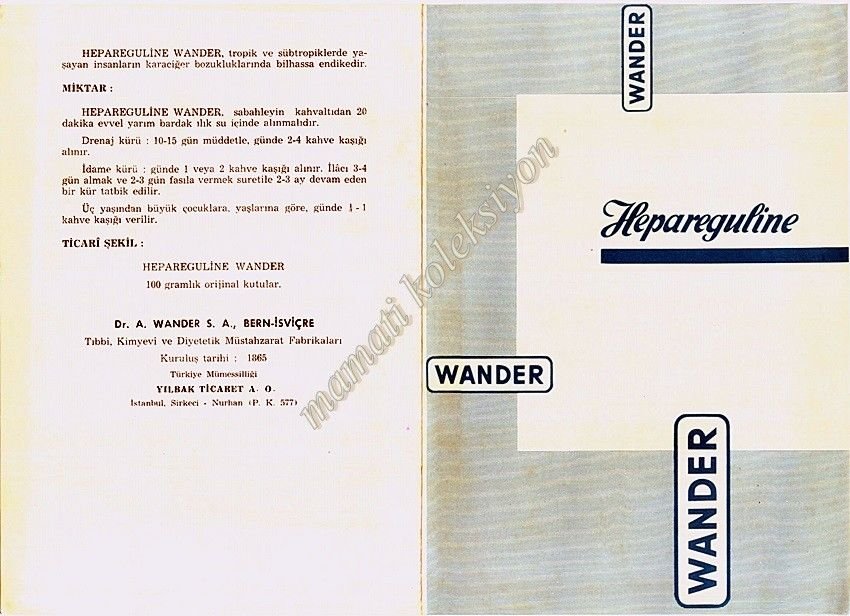 HEPAREGULİNE WANDER, tropik ve sübtropiklerde ya-
şayan insanların karaciğer bozukluklarında bilhassa endikedir.
MİKTAR :
HEPAREGULİNE WANDER, sabahleyin kahvaltıdan 20
dakika evvel yarım bardak ılık su içinde alınmalıdır.
Drenaj kürü : 10-15 gün müddetle, günde 2-4 kahve kaşığı
alınır.
İdame kürü : günde 1 veya 2 kahve kaşığı alınır. İlâcı 3-4
gün almak ve 2-3 gün fasıla vermek suretile 2-3 ay devam eden
bir kür tatbik edilir.
Üç yaşından büyük çocuklara, yaşlarına göre, günde - 1
kahve kaşığı verilir.
TİCARİ ŞEKİL :
HEPAREGULİNE WANDER
100 gramlık orijinal kutular.
Dr. A. WANDER S. A., BERN-İSVİÇRE
Tıbbi, Kimyevi ve Diyetetik Müstahzarat Fabrikaları
Kuruluş tarihi : 1865
Türkiye Mümessilliği
YILBAK TİCARET A. O.
İstanbul, Sirkeci - Nurhan (P. K. 577)
WANDER
Hepareguline
WANDER
WANDER
mamati koleksiyon